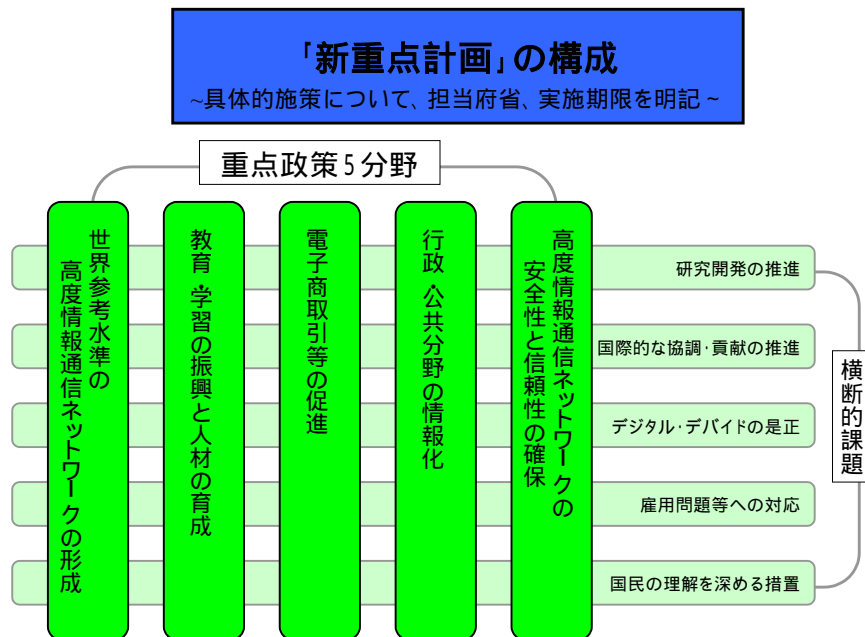 「新重点計画」の構成
~具体的施策について、担当府省、実施期限を明記~
重点政策5分野
世界参考水準の
高度情報通信ネットワークの形成
教育・学習の振興と人材の育成
電子商取引等の促進
行政・公共分野の情報化
高度情報通信ネットワークの
安全性と信頼性の確保
研究開発の推進
国際的な協調・貢献の推進
デジタル・デバイドの是正
雇用問題等への対応
国民の理解を深める措置
横断的課題